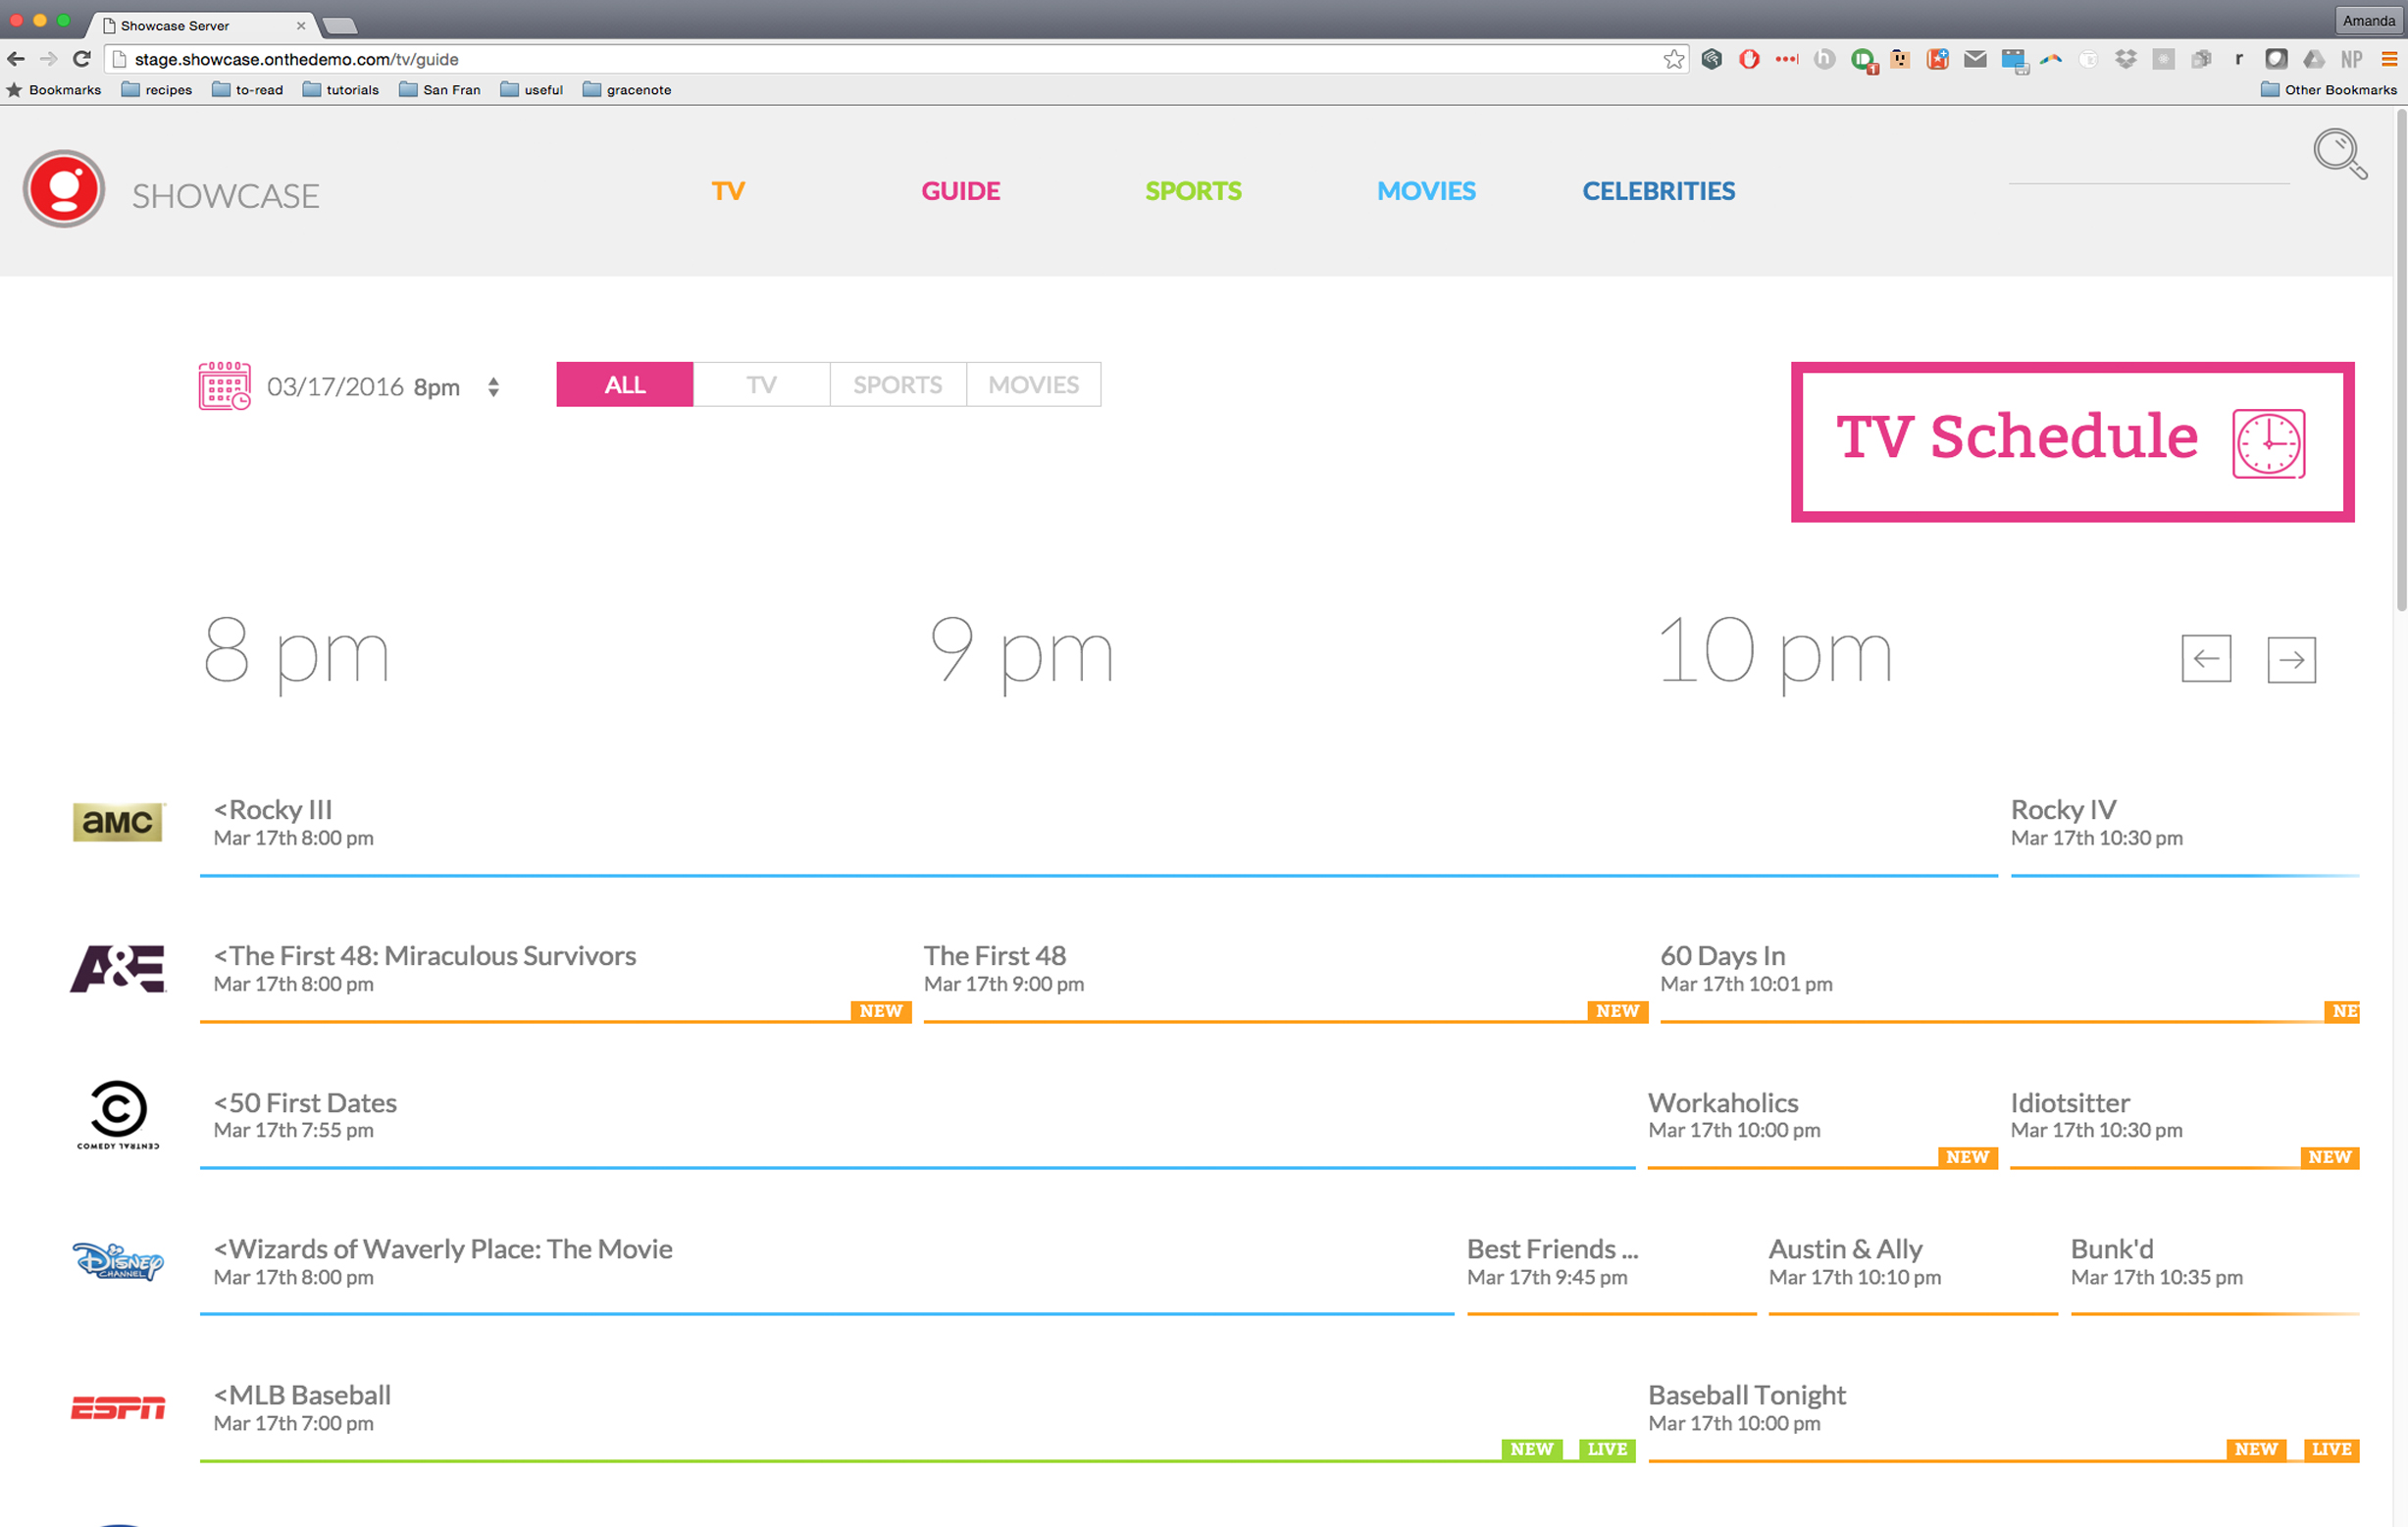 Showcase Server
Amanda
stage.showcase.onthedemo.com/tv/guide
NP
Bookmarks recipes to-read tutorials San Fran useful gracenote Other Bookmarks
SHOWCASE
TV GUIDE SPORTS MOVIES CELEBRITIES
03/17/2016 8pm
ALL TV SPORTS MOVIES
TV Schedule
8 pm 9 pm 10 pm
aMC
<Rocky III Rocky IV
Mar 17th 8:00 pm Mar 17th 10:30 pm
A&E
<The First 48: Miraculous Survivors The First 48 60 Days In
Mar 17th 8:00 pm Mar 17th 9:00 pm Mar 17th 10:01 pm
NEW NEW NE
COMEDY CENTRAL
<50 First Dates Workaholics Idiotsitter
Mar 17th 7:55 pm Mar 17th 10:00 pm Mar 17th 10:30 pm
NEW NEW
Disney CHANNEL
<Wizards of Waverly Place: The Movie Best Friends ... Austin & Ally Bunk'd
Mar 17th 8:00 pm Mar 17th 9:45 pm Mar 17th 10:10 pm Mar 17th 10:35 pm
ESPN
<MLB Baseball Baseball Tonight
Mar 17th 7:00 pm Mar 17th 10:00 pm
NEW LIVE NEW LIVE